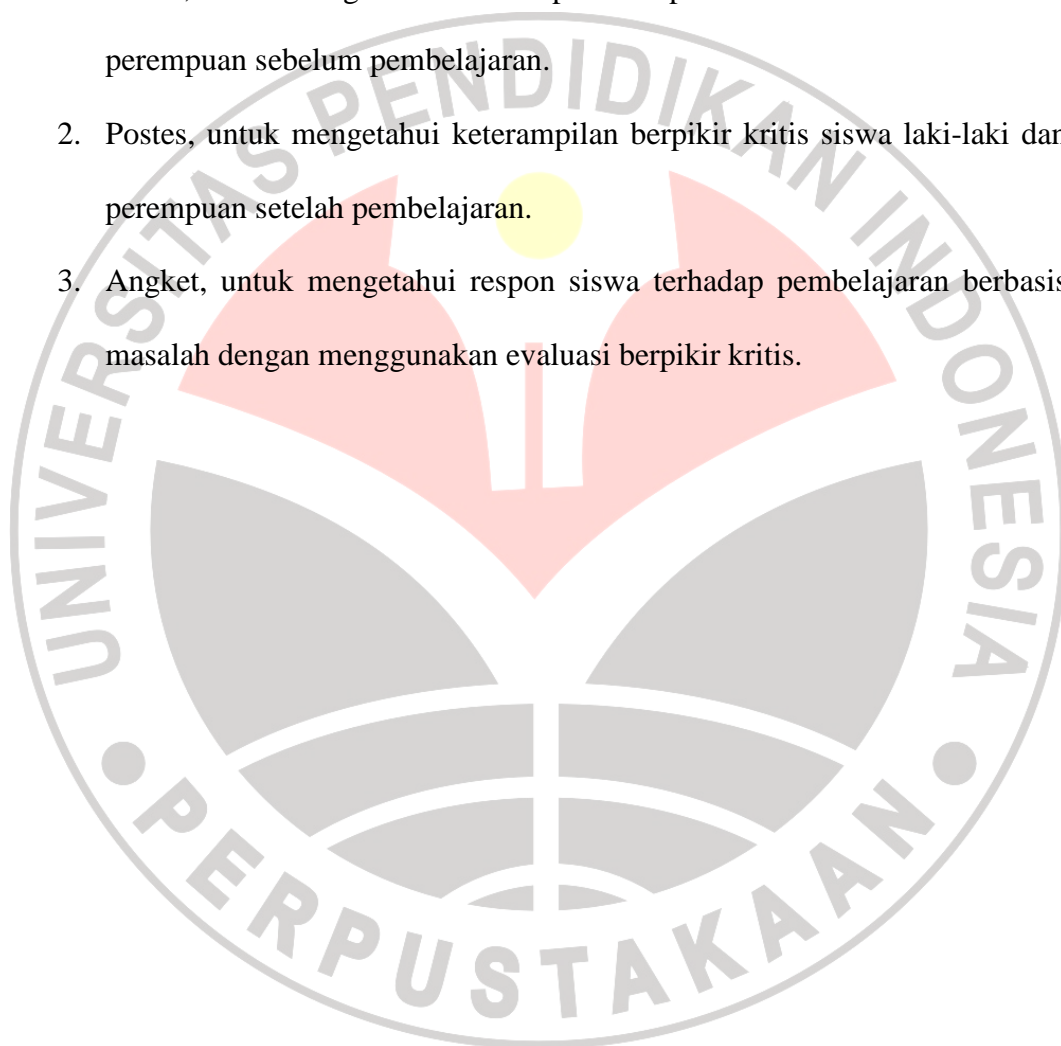 perempuan sebelum pembelajaran.
2. Postes, untuk mengetahui keterampilan berpikir kritis siswa laki-laki dan
perempuan setelah pembelajaran.
3. Angket, untuk mengetahui respon siswa terhadap pembelajaran berbasis
masalah dengan menggunakan evaluasi berpikir kritis.
UNIVERSITAS PENDIDIKAN INDONESIA
PERPUSTAKAAN